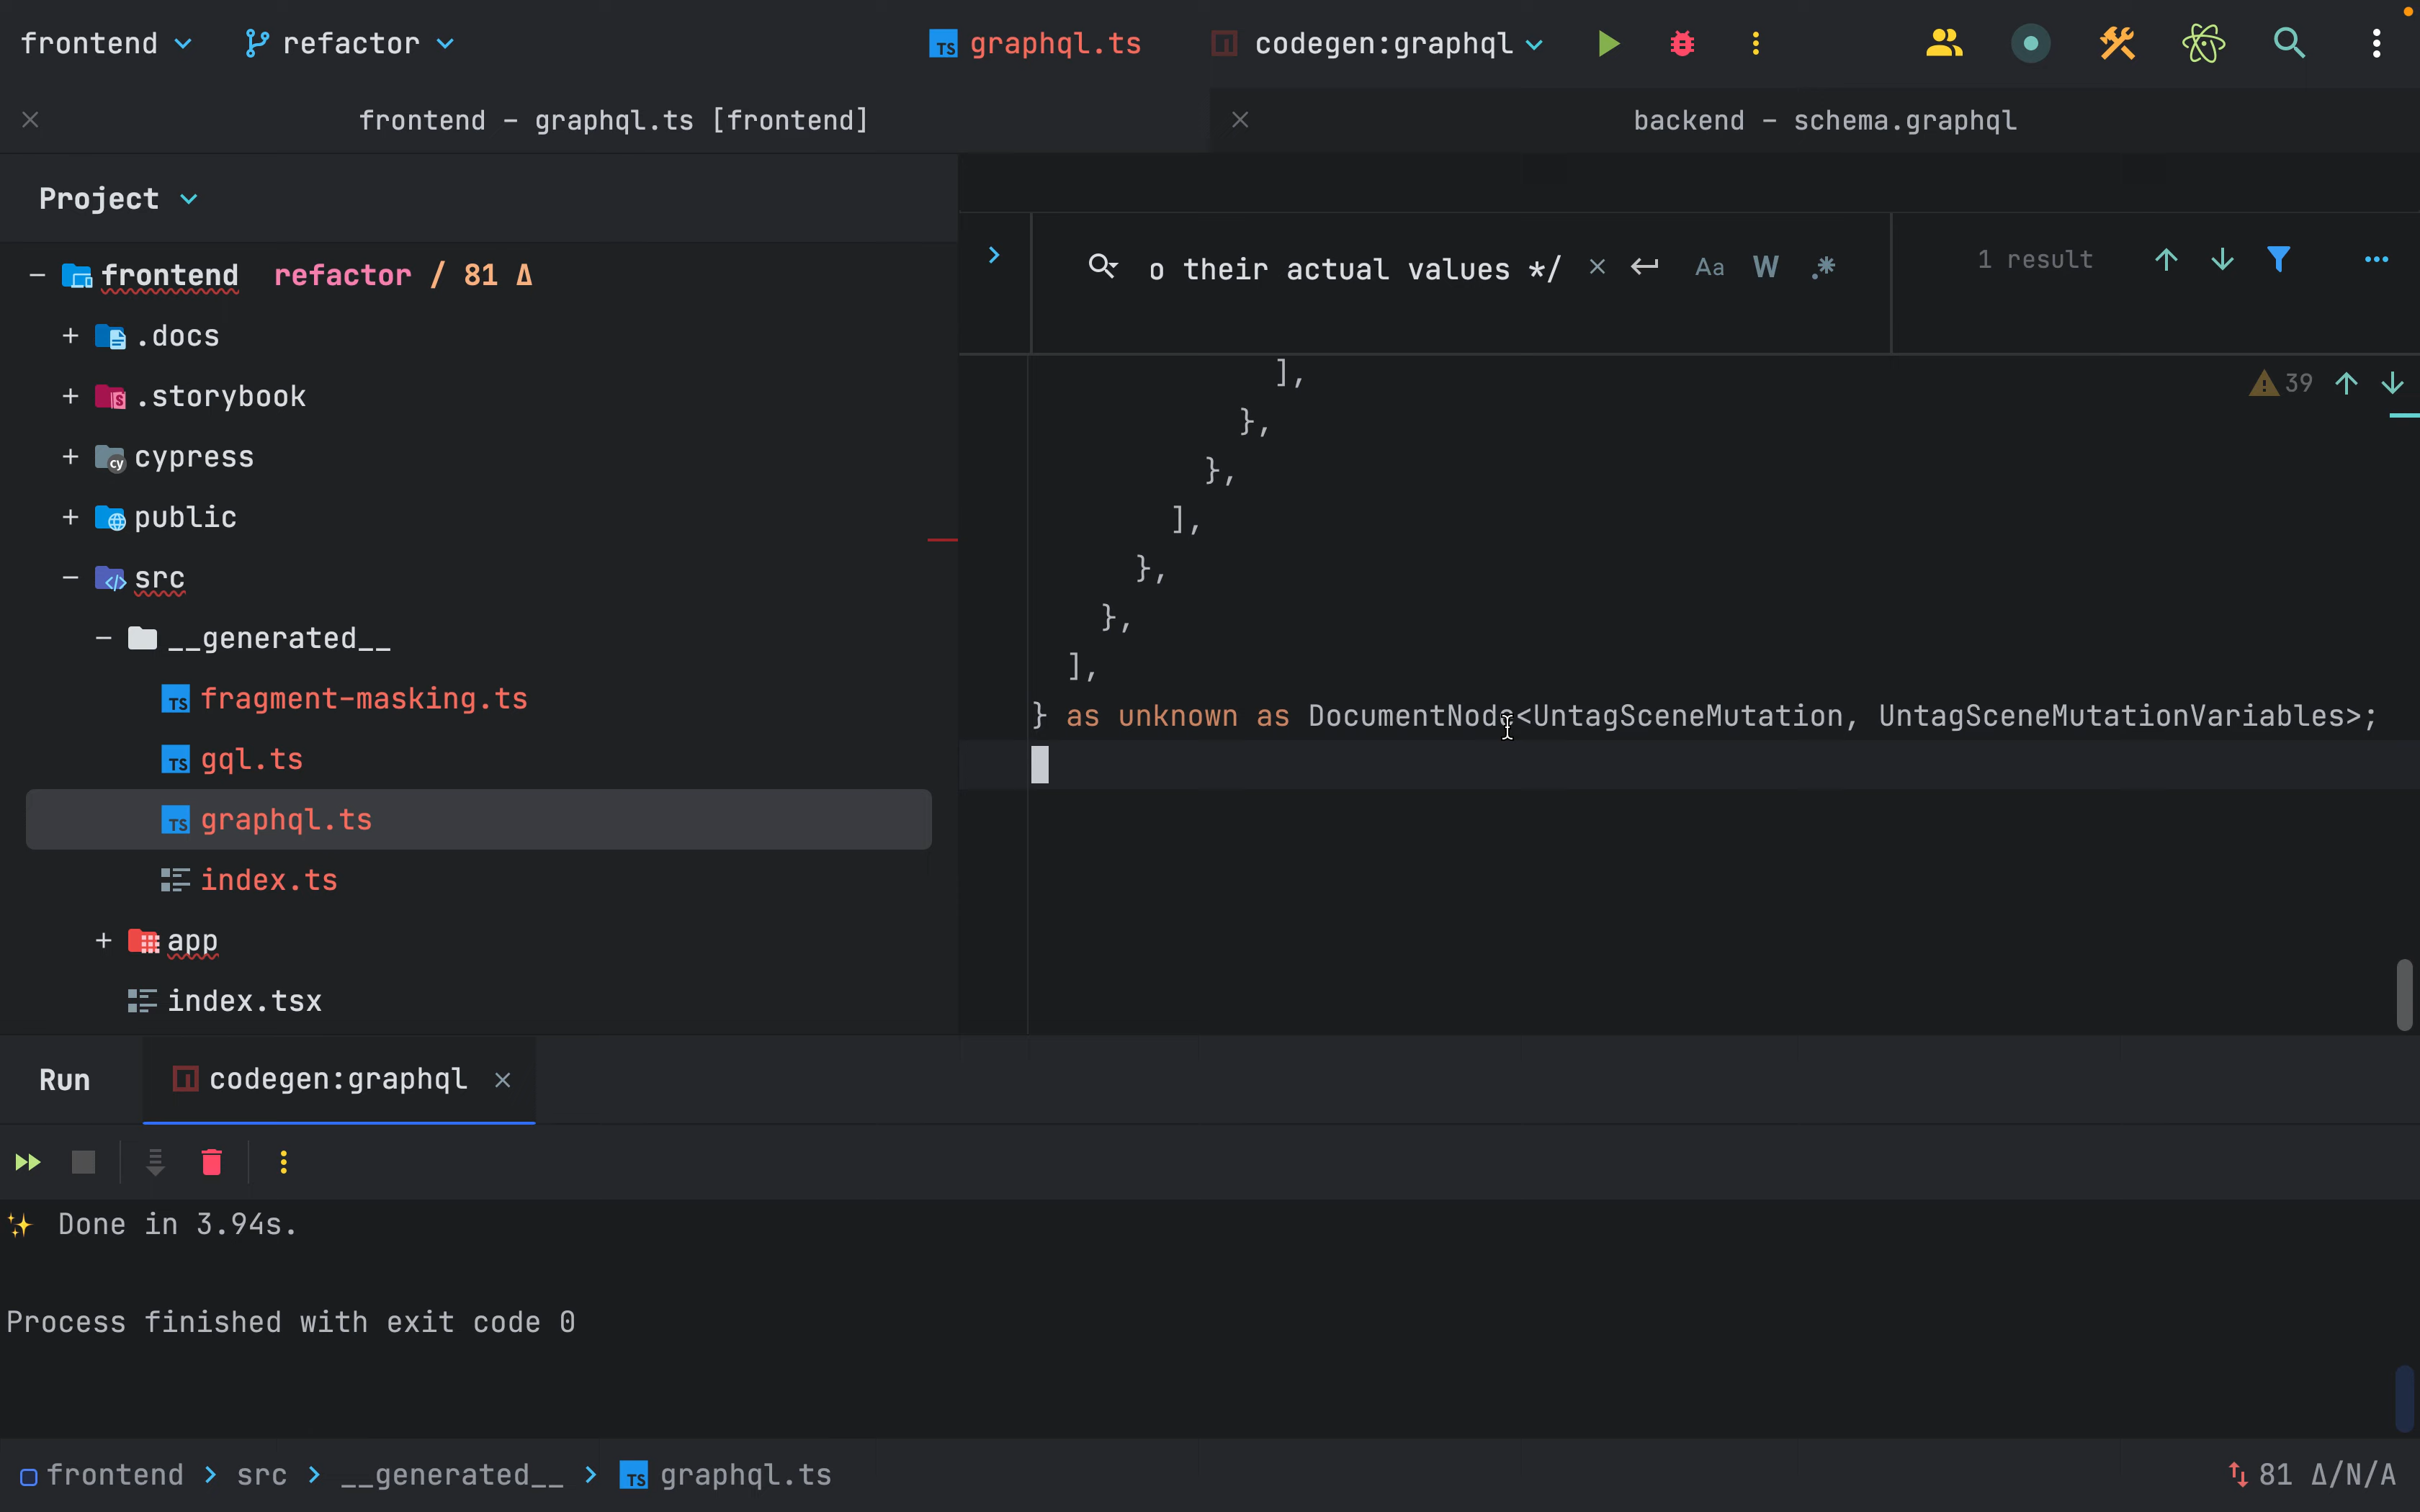 frontend refactor graphql.ts codegen:graphql
frontend – graphql.ts [frontend] backend – schema.graphql
Project
frontend refactor / 81 Δ
.docs
.storybook
cypress
public
src
__generated__
fragment-masking.ts
gql.ts
graphql.ts
index.ts
app
index.tsx
o their actual values */ Aa W .* 1 result
39
],
},
},
],
},
},
],
} as unknown as DocumentNode<UntagSceneMutation, UntagSceneMutationVariables>;
Run codegen:graphql
✨ Done in 3.94s.
Process finished with exit code 0
frontend > src > __generated__ > graphql.ts 81 Δ/N/A